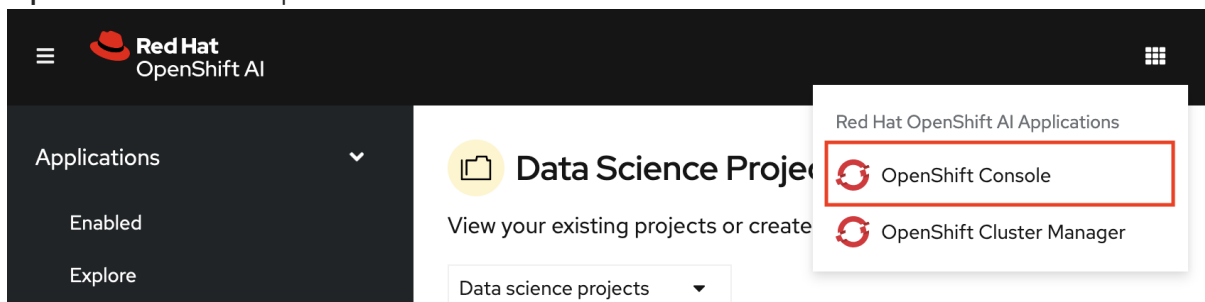 Red Hat
OpenShift AI
Red Hat OpenShift AI Applications
OpenShift Console
OpenShift Cluster Manager
Applications
Enabled
Explore
Data Science
View your existing projects or create
Data science projects